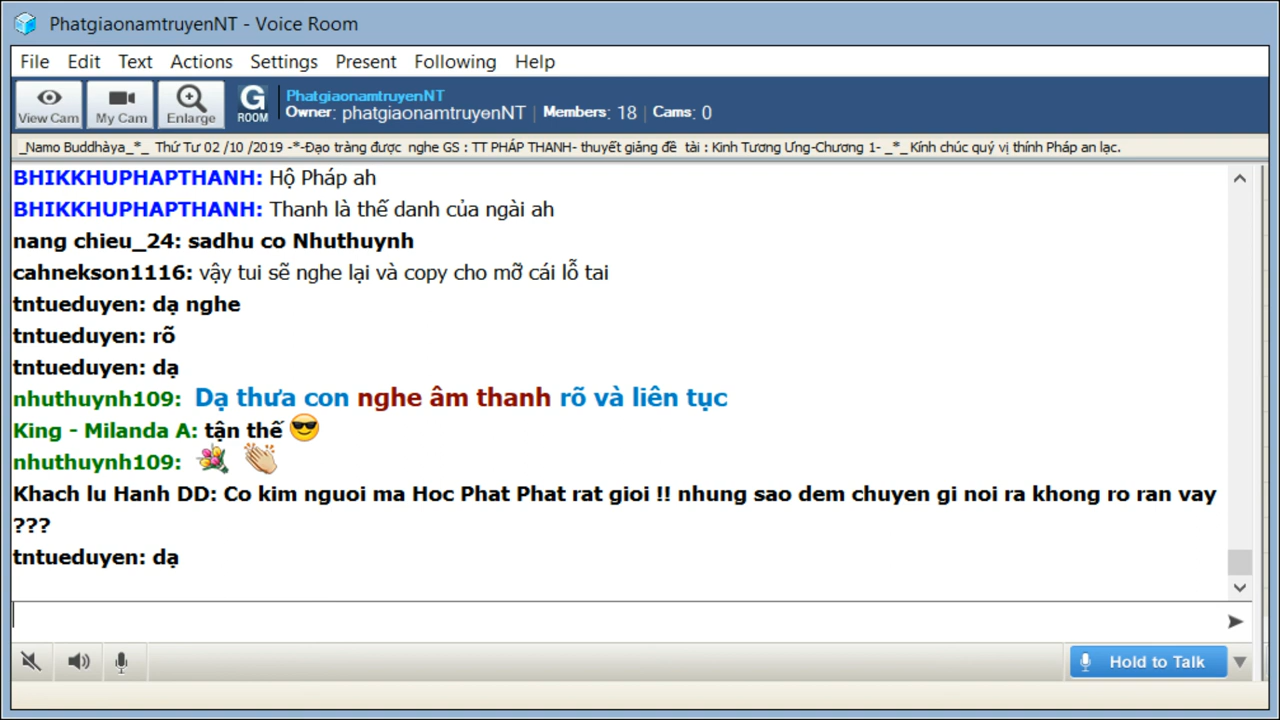 PhatgiaonamtruyenNT - Voice Room
File Edit Text Actions Settings Present Following Help
View Cam My Cam Enlarge G ROOM PhatgiaonamtruyenNT
Owner: phatgiaonamtruyenNT | Members: 18 | Cams: 0
_Namo Buddhàya_*_ Thứ Tư 02 /10 /2019 -*-Đạo tràng được nghe GS : TT PHÁP THANH- thuyết giảng đề tài : Kinh Tương Ưng-Chương 1- _*_ Kính chúc quý vị thính Pháp an lạc.
BHIKKHUPHAPTHANH: Hộ Pháp ah
BHIKKHUPHAPTHANH: Thanh là thế danh của ngài ah
nang chieu_24: sadhu co Nhuthuynh
cahnekson1116: vậy tui sẽ nghe lại và copy cho mỡ cái lỗ tai
tntueduyen: dạ nghe
tntueduyen: rõ
tntueduyen: dạ
nhuthuynh109: Dạ thưa con nghe âm thanh rõ và liên tục
King - Milanda A: tận thế 😎
nhuthuynh109: 💐 👏
Khach lu Hanh DD: Co kim nguoi ma Hoc Phat Phat rat gioi !! nhung sao dem chuyen gi noi ra khong ro ran vay
???
tntueduyen: dạ
Hold to Talk